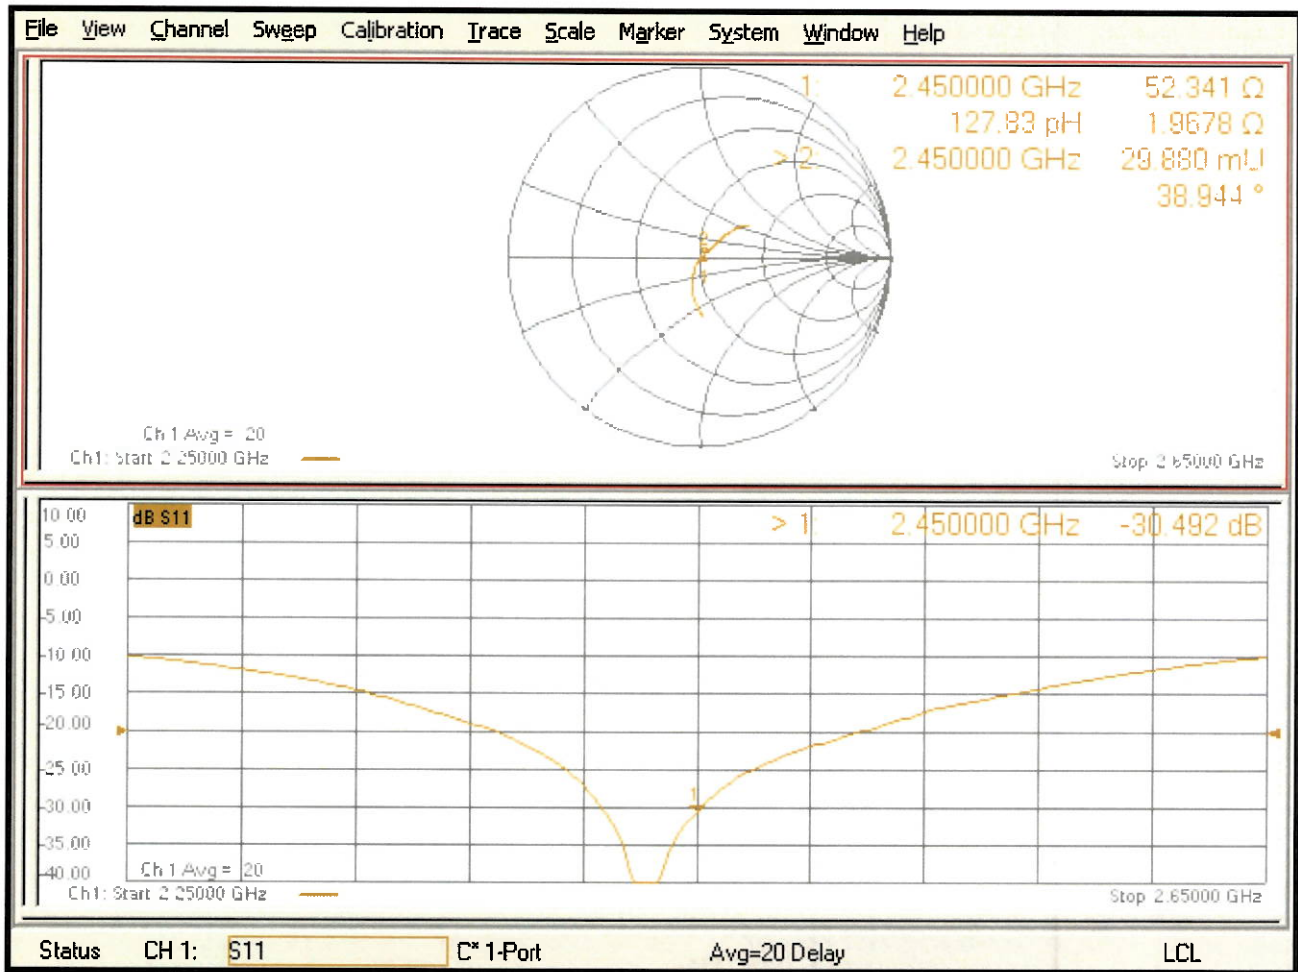 File View Channel Sweep Calibration Trace Scale Marker System Window Help
1: 2.450000 GHz 52.341 Ω
127.83 pH 1.9678 Ω
> 2: 2.450000 GHz 29.880 mU
38.944 °
2
1
Ch 1 Avg = 20
Ch1: Start 2.25000 GHz
Stop 2.65000 GHz
10.00
5.00
0.00
-5.00
-10.00
-15.00
-20.00
-25.00
-30.00
-35.00
-40.00
dB S11
> 1: 2.450000 GHz -30.492 dB
1
Ch 1 Avg = 20
Ch1: Start 2.25000 GHz
Stop 2.65000 GHz
Status CH 1: S11 C* 1-Port Avg=20 Delay LCL